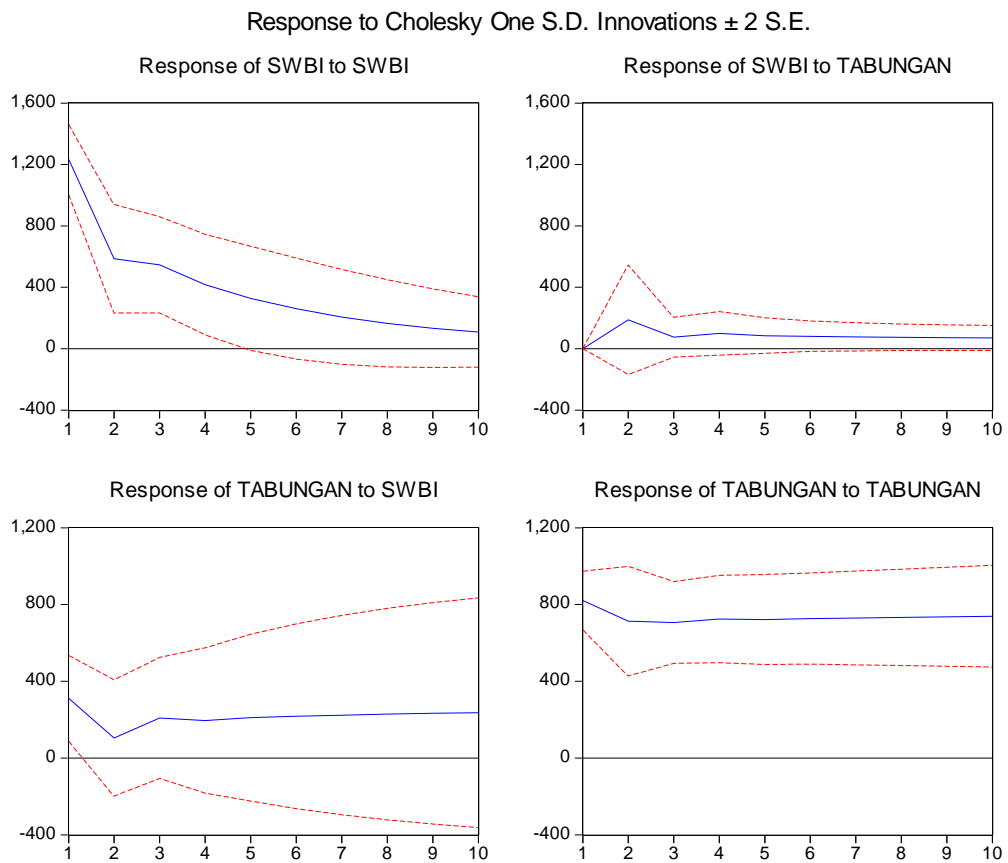 Response to Cholesky One S.D. Innovations ± 2 S.E.
Response of SWBI to SWBI
1,600
1,200
800
400
0
-400
1 2 3 4 5 6 7 8 9 10
Response of SWBI to TABUNGAN
1,600
1,200
800
400
0
-400
1 2 3 4 5 6 7 8 9 10
Response of TABUNGAN to SWBI
1,200
800
400
0
-400
1 2 3 4 5 6 7 8 9 10
Response of TABUNGAN to TABUNGAN
1,200
800
400
0
-400
1 2 3 4 5 6 7 8 9 10